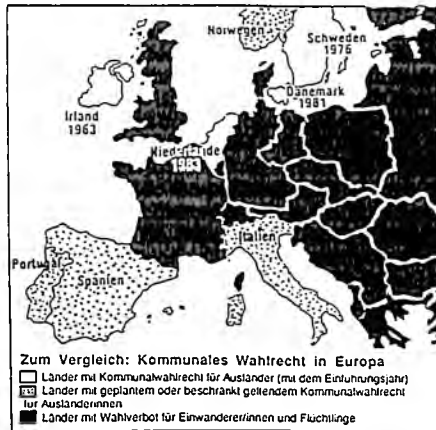 Norwegen
Schweden
1976
Irland
1963
Dänemark
1981
1983
Italien
Portugal
Spanien
Zum Vergleich: Kommunales Wahlrecht in Europa
Länder mit Kommunalwahlrecht für Ausländer (mit dem Einführungsjahr)
Länder mit geplantem oder beschränkt geltendem Kommunalwahlrecht
für Ausländerinnen
Länder mit Wahlverbot für Einwanderer/innen und Flüchtlinge